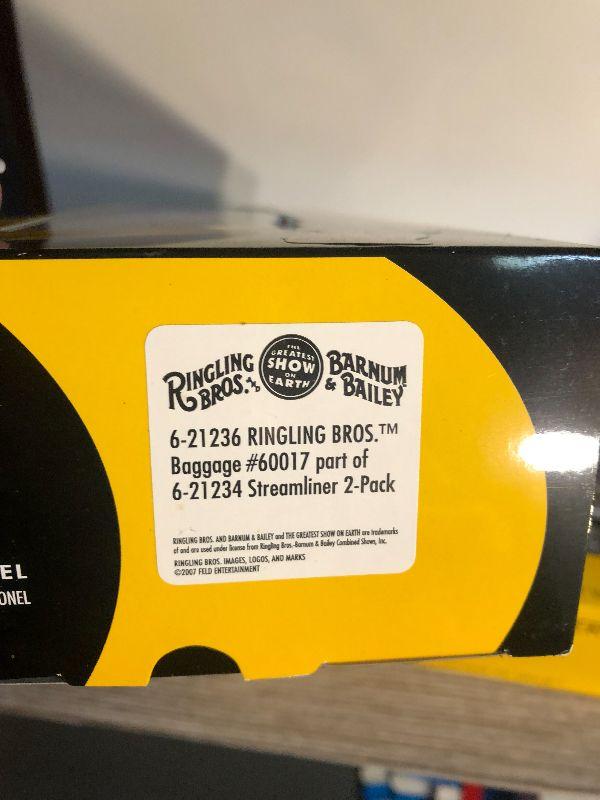 RINGLING BROS. AND
THE GREATEST SHOW ON EARTH
BARNUM & BAILEY
6-21236 RINGLING BROS.™
Baggage #60017 part of
6-21234 Streamliner 2-Pack
RINGLING BROS. AND BARNUM & BAILEY and THE GREATEST SHOW ON EARTH are trademarks
of and are used under license from Ringling Bros.-Barnum & Bailey Combined Shows, Inc.
RINGLING BROS. IMAGES, LOGOS, AND MARKS
©2007 FELD ENTERTAINMENT
EL
ONEL